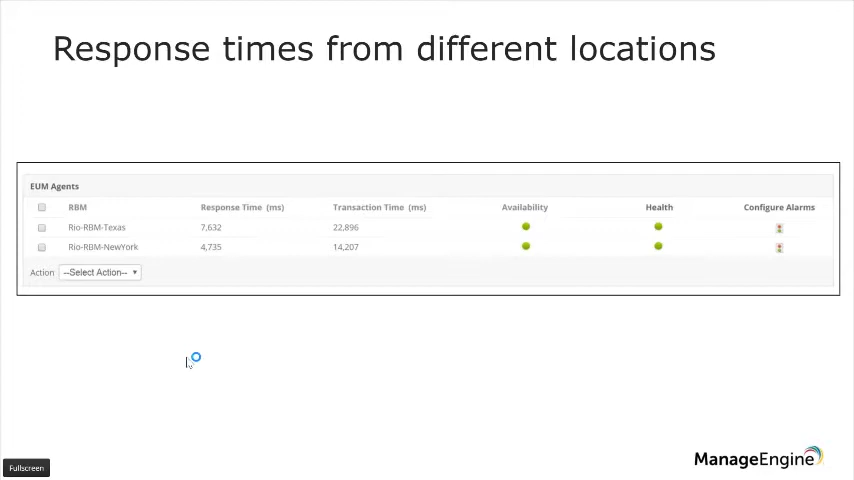 Response times from different locations
EUM Agents
RBM Response Time (ms) Transaction Time (ms) Availability Health Configure Alarms
Rio-RBM-Texas 7,632 22,896
Rio-RBM-NewYork 4,735 14,207
Action --Select Action--
ManageEngine
Fullscreen